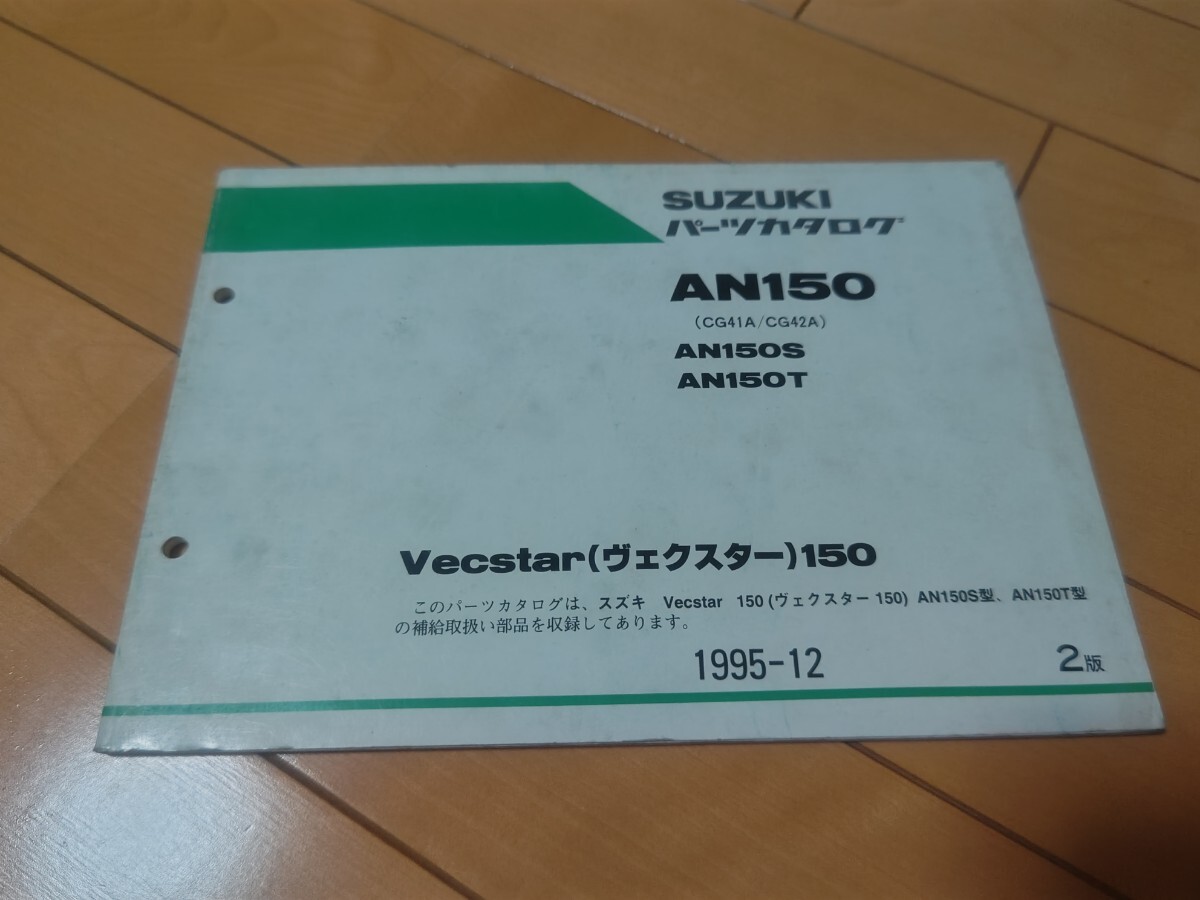 SUZUKI
パーツカタログ
AN150
(CG41A/CG42A)
AN150S
AN150T
Vecstar(ヴェクスター)150
このパーツカタログは、スズキ Vecstar 150(ヴェクスター150) AN150S型、AN150T型
の補給取扱い部品を収録してあります。
1995-12 2版